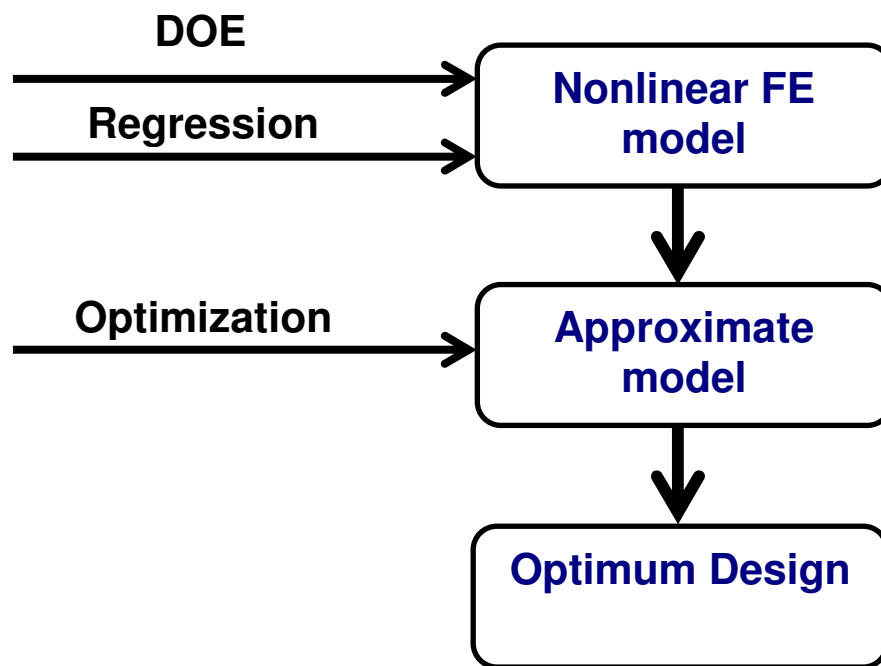 DOE
Nonlinear FE
model
Regression
Optimization
Approximate
model
Optimum Design